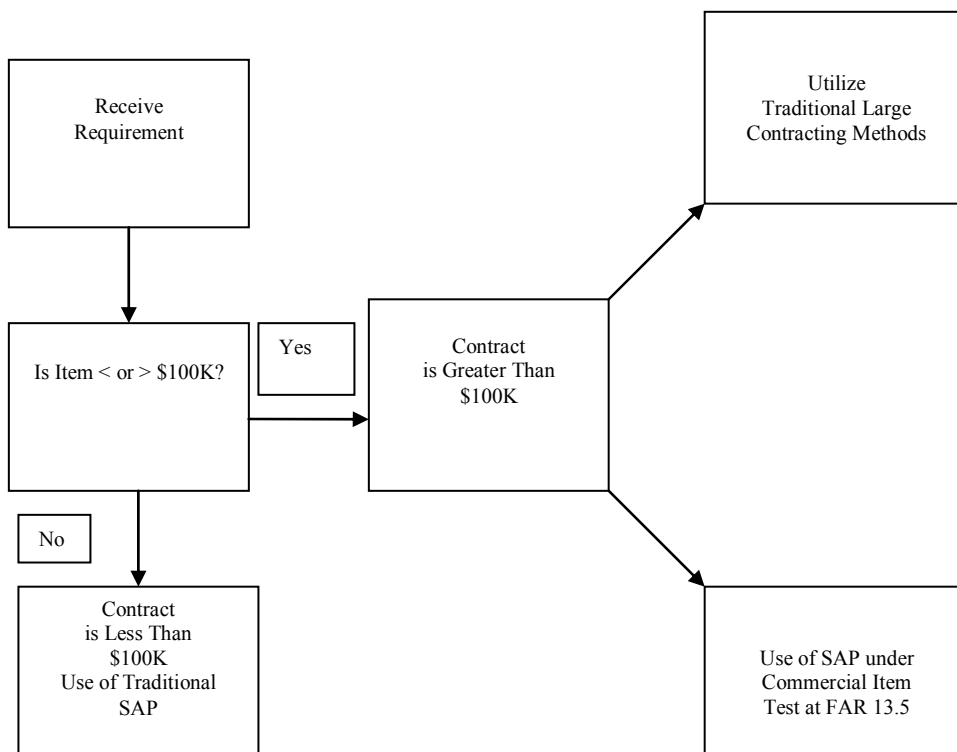 Receive
Requirement
Utilize
Traditional Large
Contracting Methods
Is Item < or > $100K?
Yes
Contract
is Greater Than
$100K
No
Contract
is Less Than
$100K
Use of Traditional
SAP
Use of SAP under
Commercial Item
Test at FAR 13.5